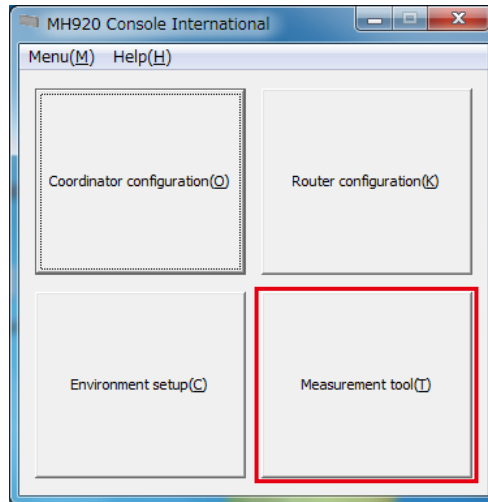 MH920 Console International
Menu(M) Help(H)
Coordinator configuration(O)
Router configuration(K)
Environment setup(C)
Measurement tool(T)